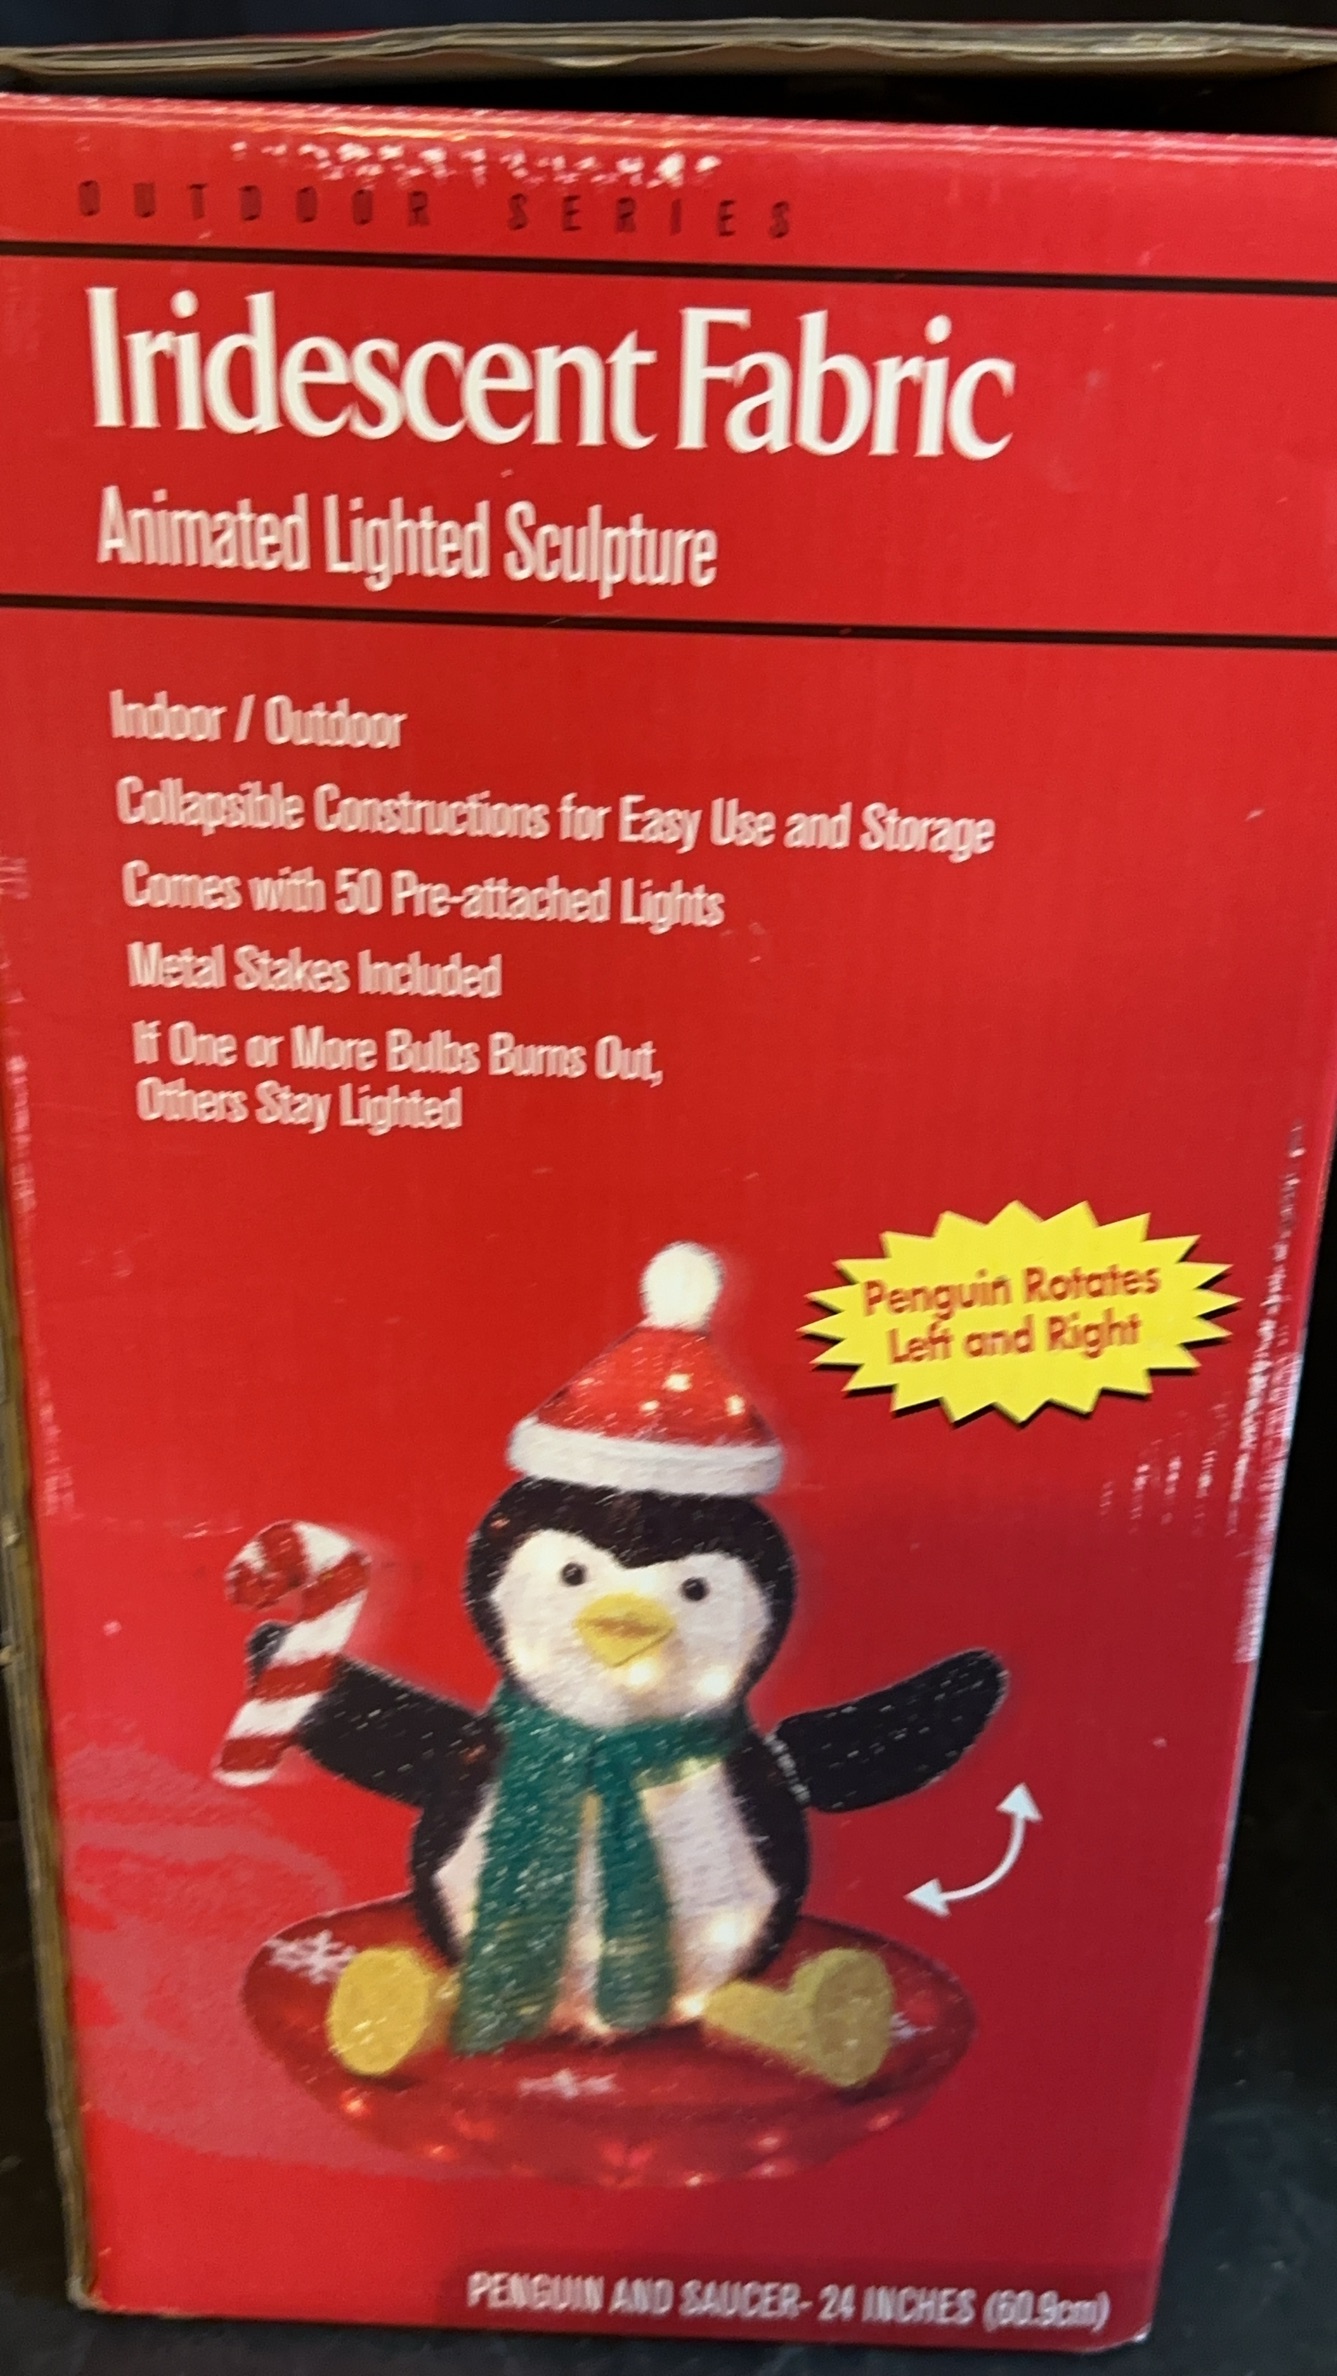 OUTDOOR SERIES
Iridescent Fabric
Animated Lighted Sculpture
Indoor / Outdoor
Collapsible Constructions for Easy Use and Storage
Comes with 50 Pre-attached Lights
Metal Stakes Included
If One or More Bulbs Burns Out,
Others Stay Lighted
Penguin Rotates
Left and Right
PENGUIN AND SAUCER- 24 INCHES (60.9cm)